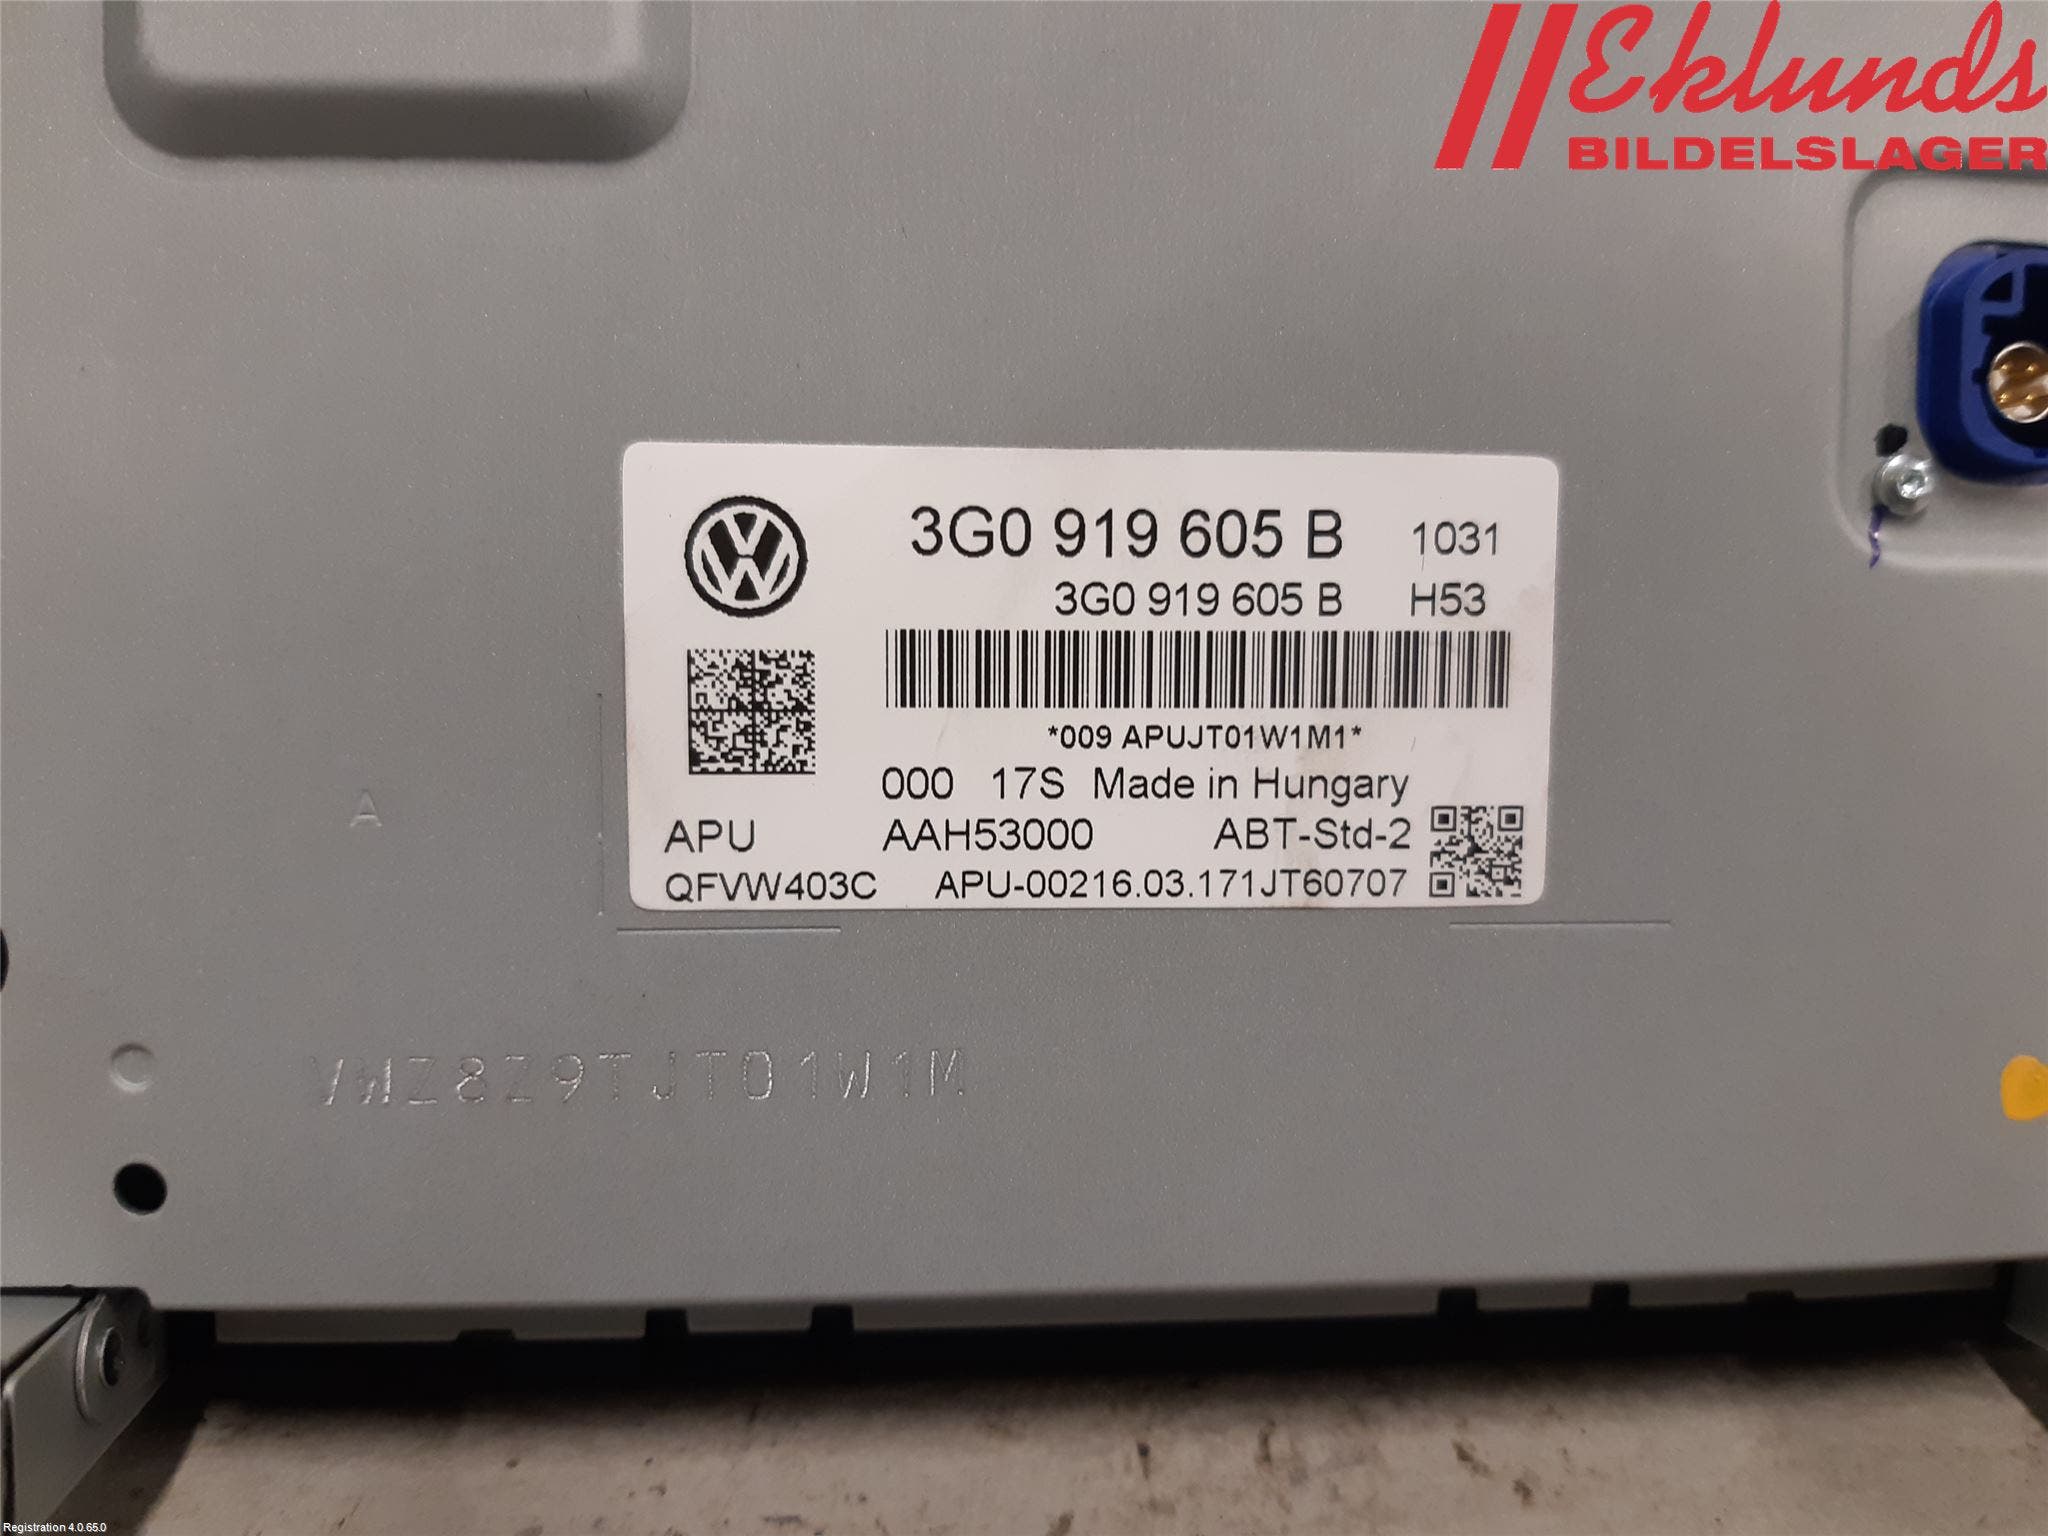 Eklunds
BILDELSLAGER
3G0 919 605 B 1031
3G0 919 605 B H53
*009 APUJT01W1M1*
000 17S Made in Hungary
APU AAH53000 ABT-Std-2
QFVW403C APU-00216.03.171JT60707
A
VWZ8Z9TJT01W1M
Registration 4.0.65.0